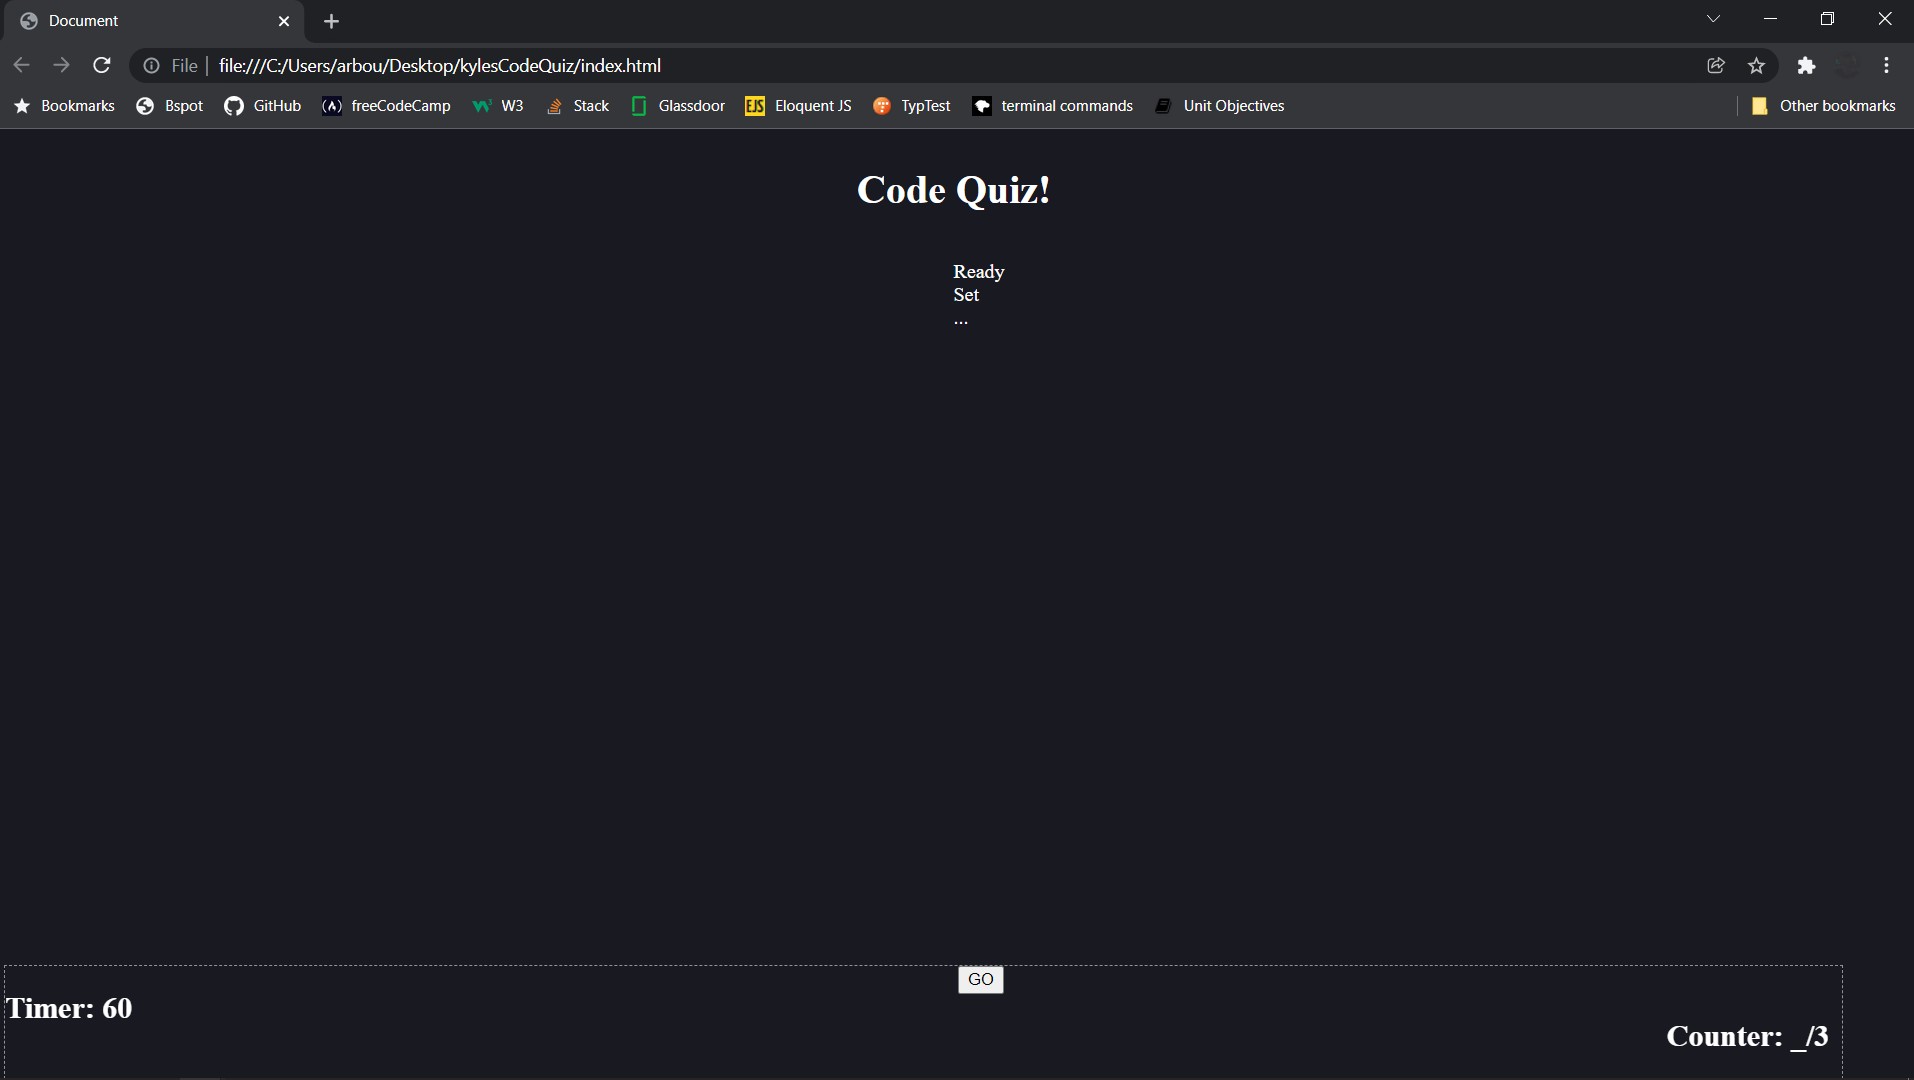 Document
File
file:///C:/Users/arbou/Desktop/kylesCodeQuiz/index.html
Bookmarks Bspot GitHub (∧) freeCodeCamp W3 Stack Glassdoor EJS Eloquent JS TypTest terminal commands Unit Objectives Other bookmarks
Code Quiz!
Ready
Set
...
GO
Timer: 60
Counter: _/3